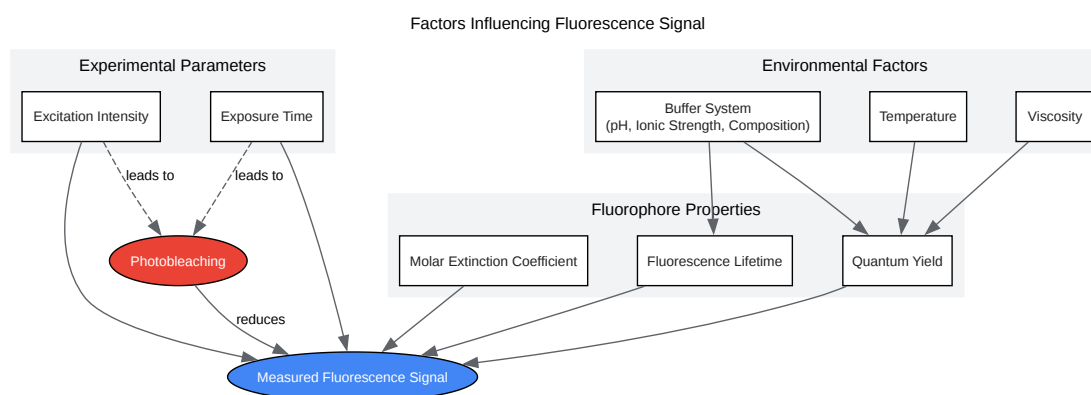 Factors Influencing Fluorescence Signal
Experimental Parameters
Environmental Factors
Excitation Intensity
Exposure Time
Buffer System
(pH, Ionic Strength, Composition)
Temperature
Viscosity
leads to
leads to
Fluorophore Properties
Photobleaching
Molar Extinction Coefficient
Fluorescence Lifetime
Quantum Yield
reduces
Measured Fluorescence Signal